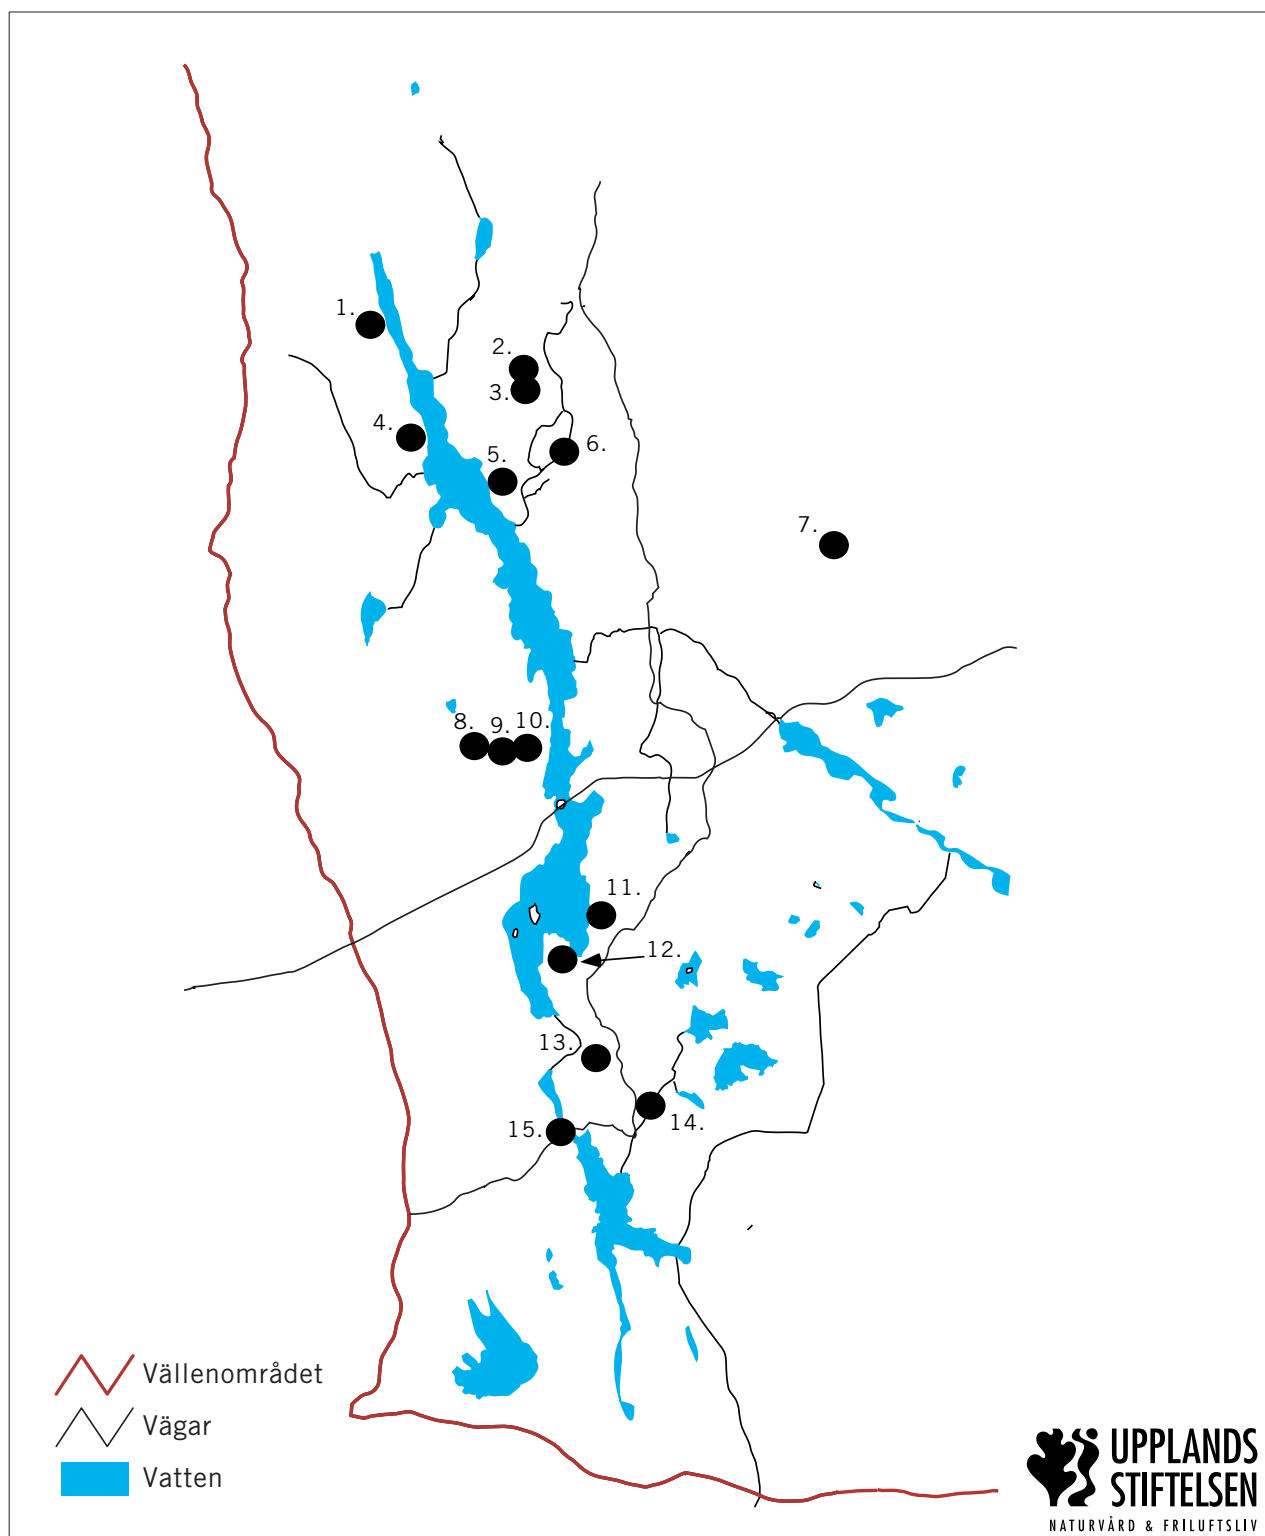 1.
2.
3.
4.
5.
6.
7.
8. 9. 10.
11.
12.
13.
14.
15.
Vällenområdet
Vägar
Vatten
UPPLANDS
STIFTELSEN
NATURVÅRD & FRILUFTSLIV